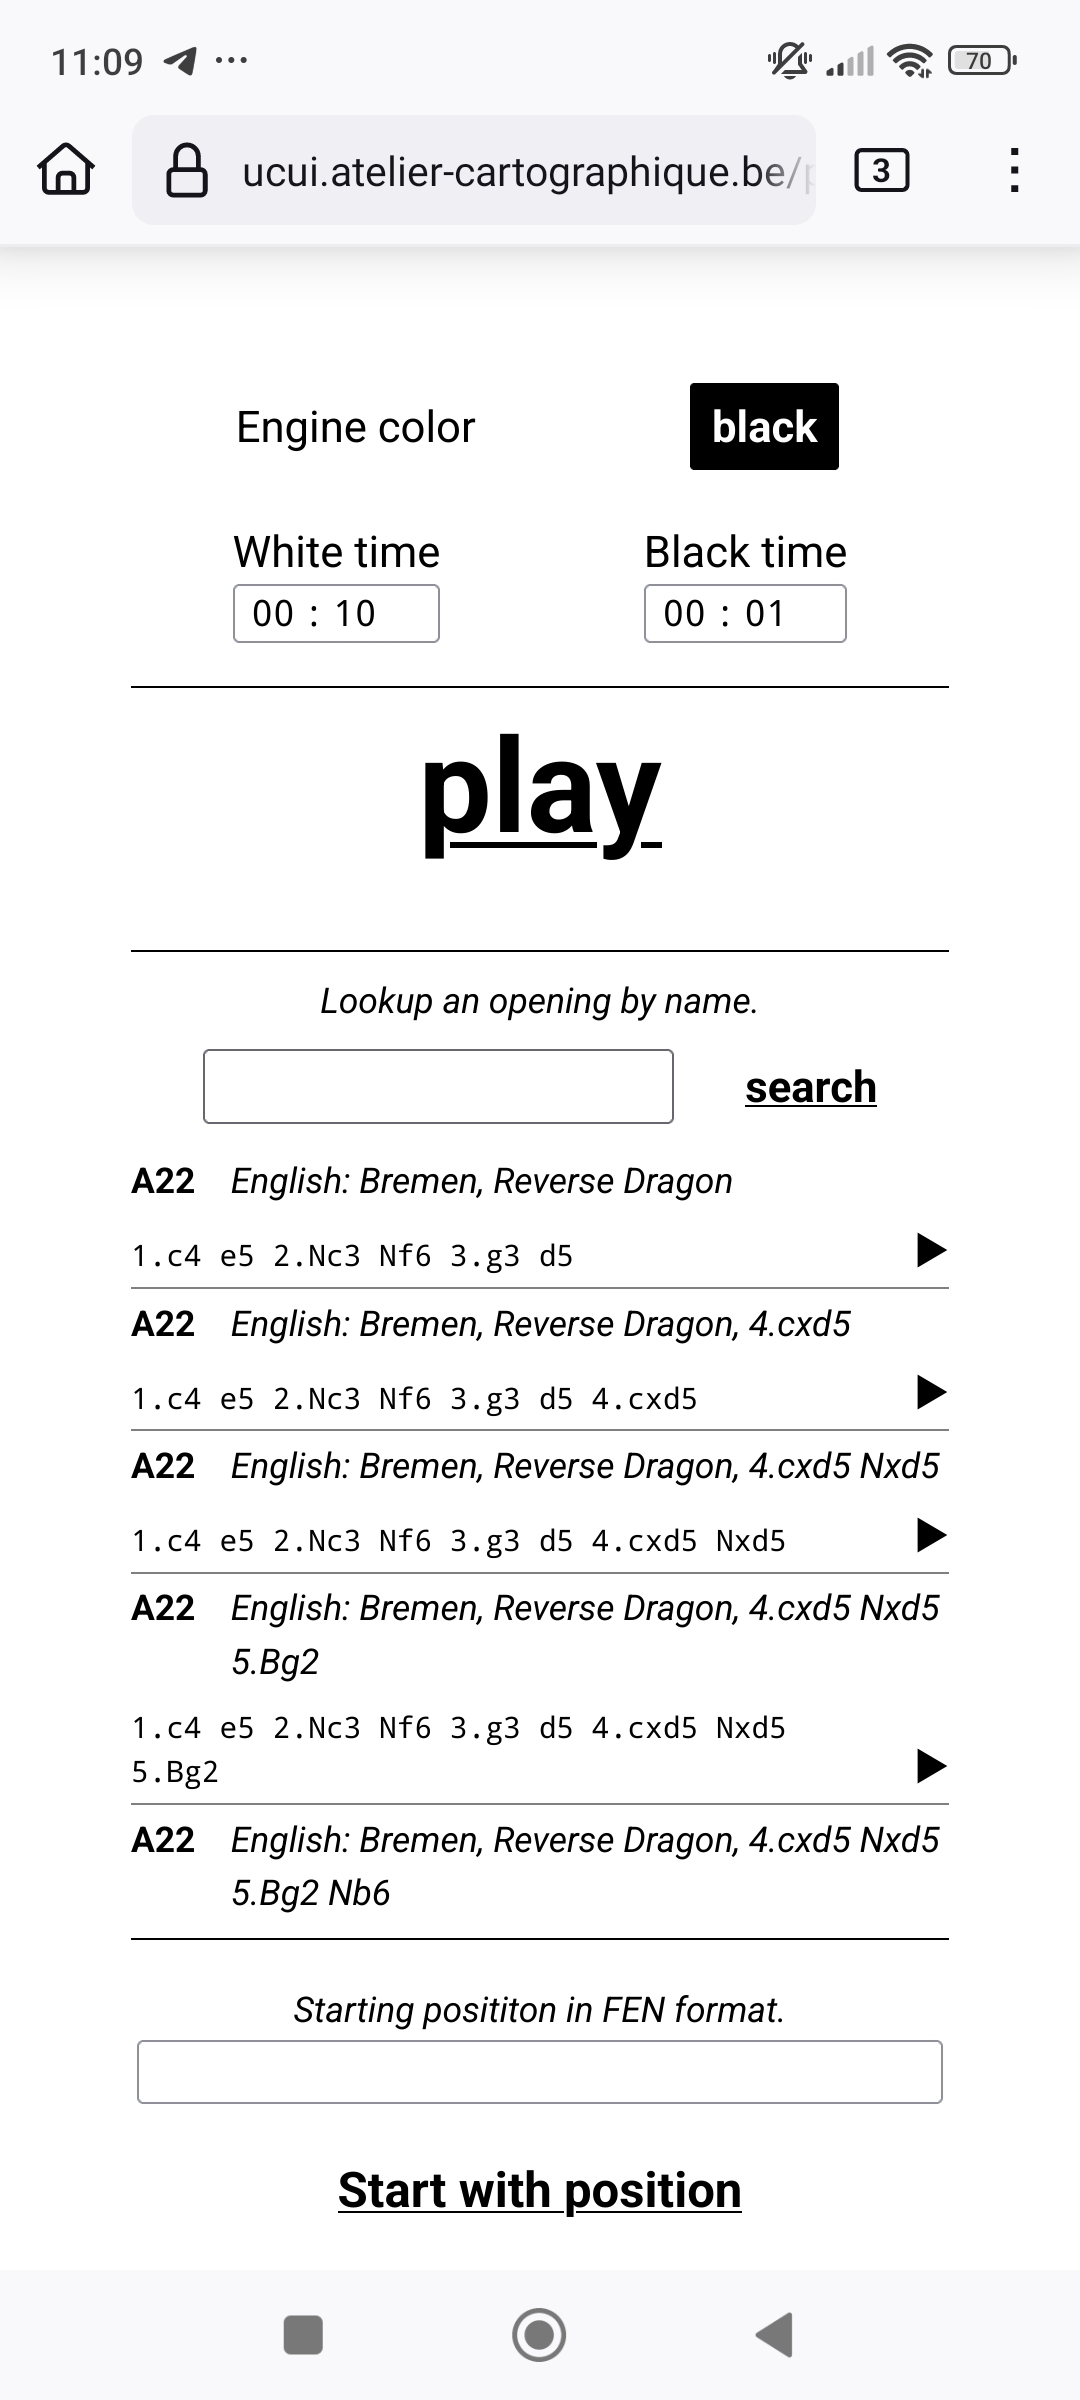 11:09
70
ucui.atelier-cartographique.be/
3
Engine color black
White time Black time
00 : 10 00 : 01
play
Lookup an opening by name.
search
A22 English: Bremen, Reverse Dragon
1.c4 e5 2.Nc3 Nf6 3.g3 d5
A22 English: Bremen, Reverse Dragon, 4.cxd5
1.c4 e5 2.Nc3 Nf6 3.g3 d5 4.cxd5
A22 English: Bremen, Reverse Dragon, 4.cxd5 Nxd5
1.c4 e5 2.Nc3 Nf6 3.g3 d5 4.cxd5 Nxd5
A22 English: Bremen, Reverse Dragon, 4.cxd5 Nxd5
5.Bg2
1.c4 e5 2.Nc3 Nf6 3.g3 d5 4.cxd5 Nxd5
5.Bg2
A22 English: Bremen, Reverse Dragon, 4.cxd5 Nxd5
5.Bg2 Nb6
Starting posititon in FEN format.
Start with position